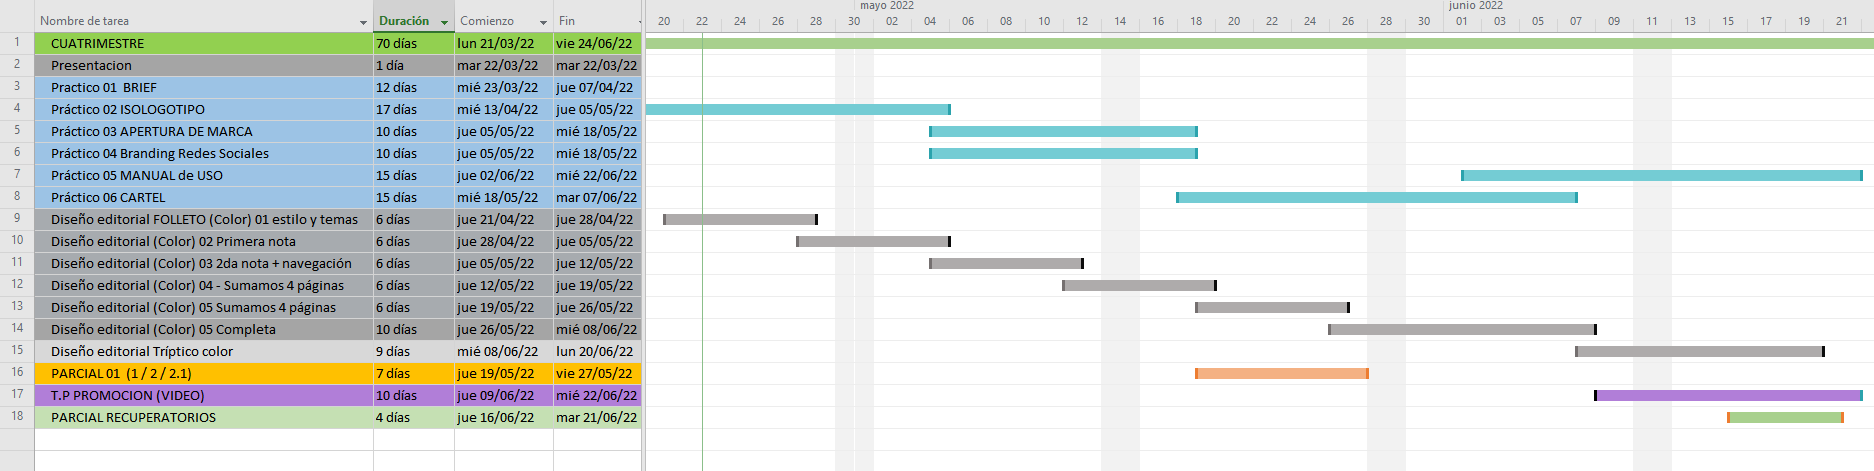 mayo 2022 junio 2022
Nombre de tarea Duración Comienzo Fin 20 22 24 26 28 30 02 04 06 08 10 12 14 16 18 20 22 24 26 28 30 01 03 05 07 09 11 13 15 17 19 21
1 CUATRIMESTRE 70 días lun 21/03/22 vie 24/06/22
2 Presentacion 1 día mar 22/03/22 mar 22/03/22
3 Practico 01 BRIEF 12 días mié 23/03/22 jue 07/04/22
4 Práctico 02 ISOLOGOTIPO 17 días mié 13/04/22 jue 05/05/22
5 Práctico 03 APERTURA DE MARCA 10 días jue 05/05/22 mié 18/05/22
6 Práctico 04 Branding Redes Sociales 10 días jue 05/05/22 mié 18/05/22
7 Práctico 05 MANUAL de USO 15 días jue 02/06/22 mié 22/06/22
8 Práctico 06 CARTEL 15 días mié 18/05/22 mar 07/06/22
9 Diseño editorial FOLLETO (Color) 01 estilo y temas 6 días jue 21/04/22 jue 28/04/22
10 Diseño editorial (Color) 02 Primera nota 6 días jue 28/04/22 jue 05/05/22
11 Diseño editorial (Color) 03 2da nota + navegación 6 días jue 05/05/22 jue 12/05/22
12 Diseño editorial (Color) 04 - Sumamos 4 páginas 6 días jue 12/05/22 jue 19/05/22
13 Diseño editorial (Color) 05 Sumamos 4 páginas 6 días jue 19/05/22 jue 26/05/22
14 Diseño editorial (Color) 05 Completa 10 días jue 26/05/22 mié 08/06/22
15 Diseño editorial Tríptico color 9 días mié 08/06/22 lun 20/06/22
16 PARCIAL 01 (1 / 2 / 2.1) 7 días jue 19/05/22 vie 27/05/22
17 T.P PROMOCION (VIDEO) 10 días jue 09/06/22 mié 22/06/22
18 PARCIAL RECUPERATORIOS 4 días jue 16/06/22 mar 21/06/22